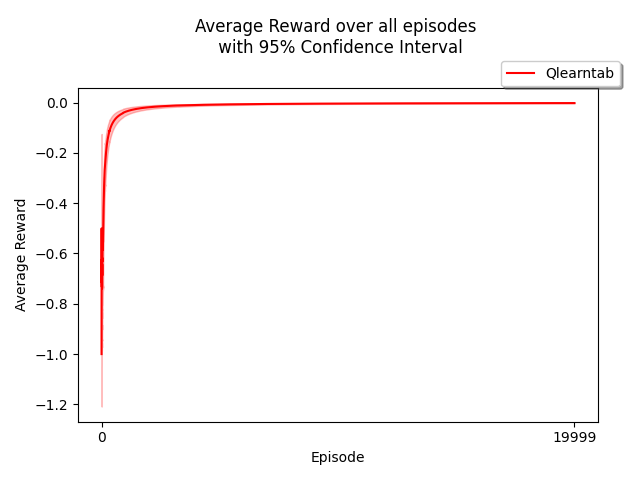 Average Reward over all episodes
with 95% Confidence Interval
Qlearntab
0.0
−0.2
−0.4
−0.6
−0.8
−1.0
−1.2
Average Reward
0
19999
Episode